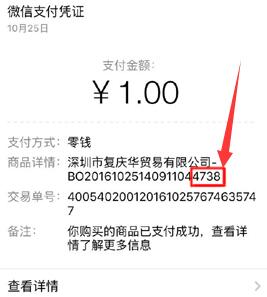 微信支付凭证
10月25日
支付金额:
¥1.00
支付方式: 零钱
商品详情: 深圳市复庆华贸易有限公司-
BO20161025140911044738
交易单号: 400540200120161025767463574
7
备注: 你购买的商品已支付成功，查看详
情了解更多信息
查看详情